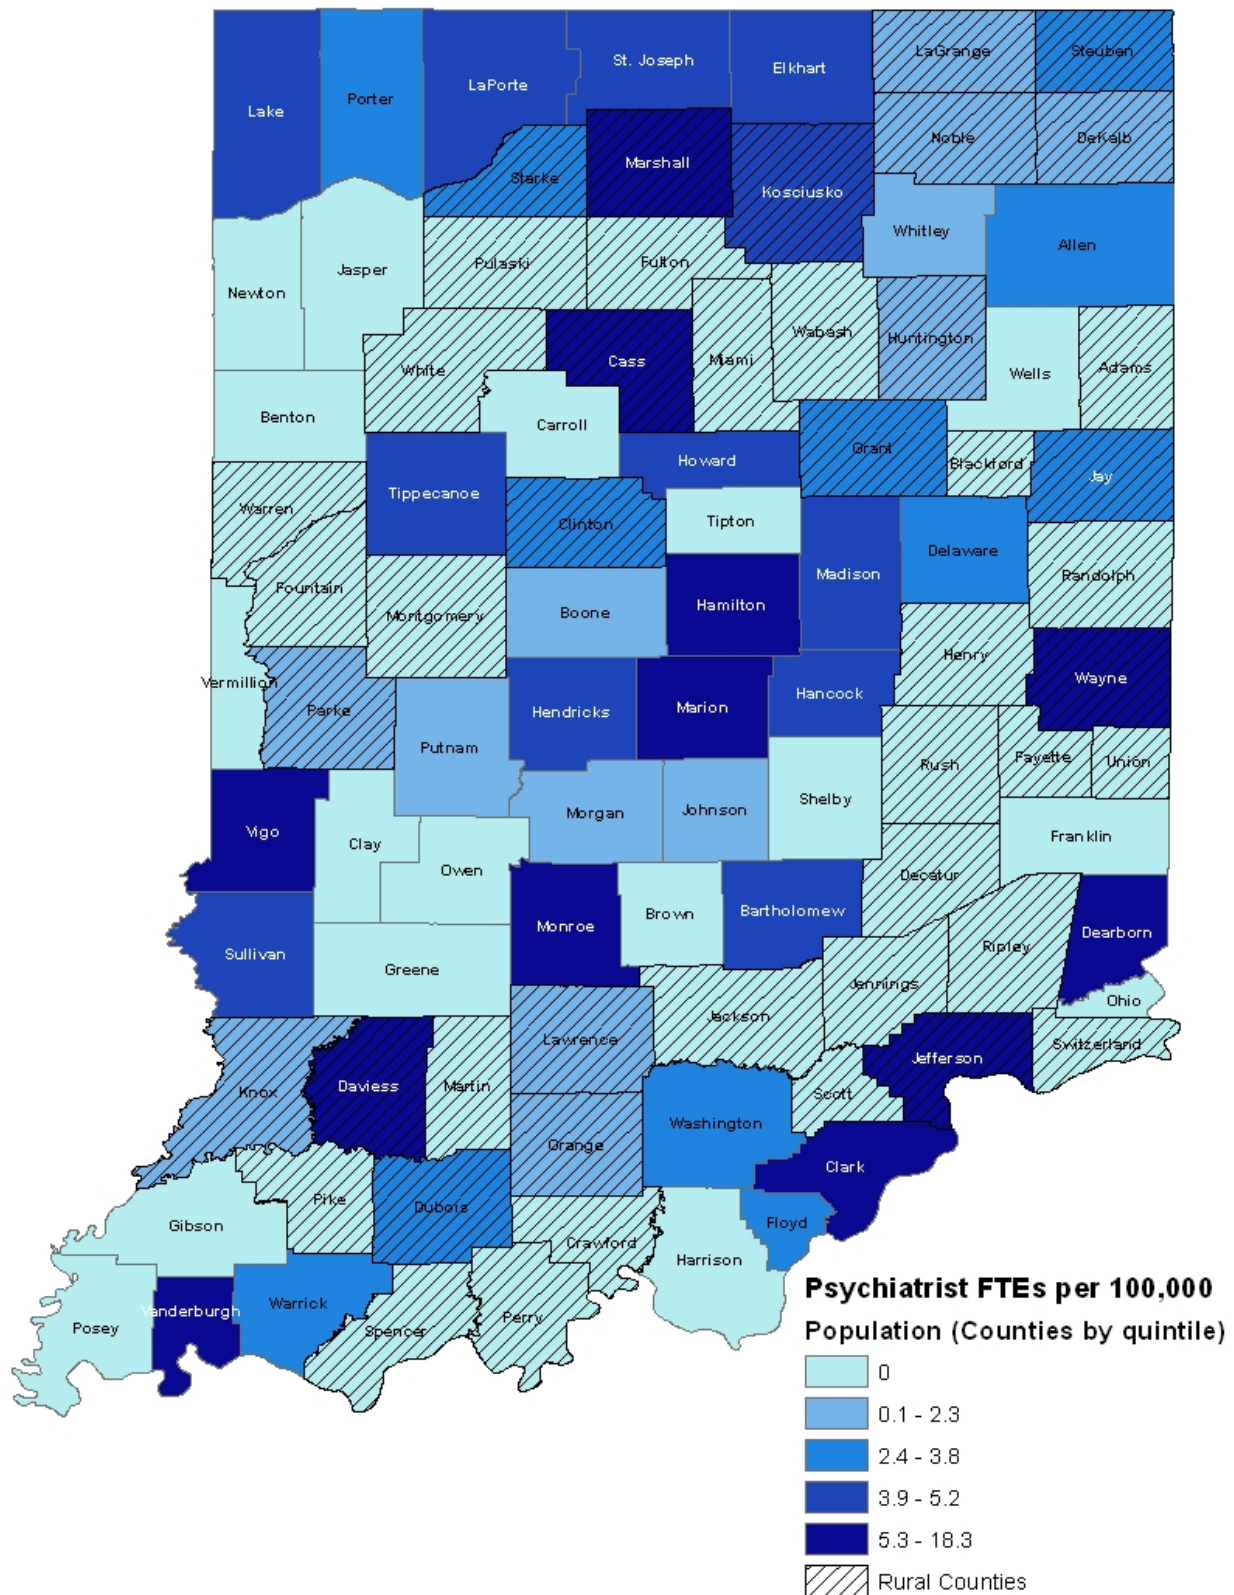 LaGrange
Steuben
St. Joseph
Elkhart
LaPorte
Porter
Lake
Noble
DeKalb
Marshall
Starke
Kosciusko
Whitley
Allen
Pulaski
Fulton
Jasper
Newton
Wabash
Huntington
Miami
Cass
White
Wells
Adams
Benton
Carroll
Grant
Howard
Blackford
Jay
Tippecanoe
Warren
Clinton
Tipton
Delaware
Madison
Randolph
Fountain
Montgomery
Boone
Hamilton
Henry
Vermillion
Wayne
Parke
Hendricks
Marion
Hancock
Putnam
Rush
Fayette
Union
Morgan
Johnson
Shelby
Vigo
Clay
Franklin
Owen
Decatur
Brown
Bartholomew
Monroe
Dearborn
Sullivan
Greene
Ripley
Jennings
Ohio
Jackson
Lawrence
Switzerland
Jefferson
Daviess
Martin
Knox
Scott
Washington
Orange
Clark
Pike
Dubois
Gibson
Floyd
Crawford
Harrison
Warrick
Vanderburgh
Posey
Spencer
Perry
Psychiatrist FTEs per 100,000
Population (Counties by quintile)
0
0.1 - 2.3
2.4 - 3.8
3.9 - 5.2
5.3 - 18.3
Rural Counties